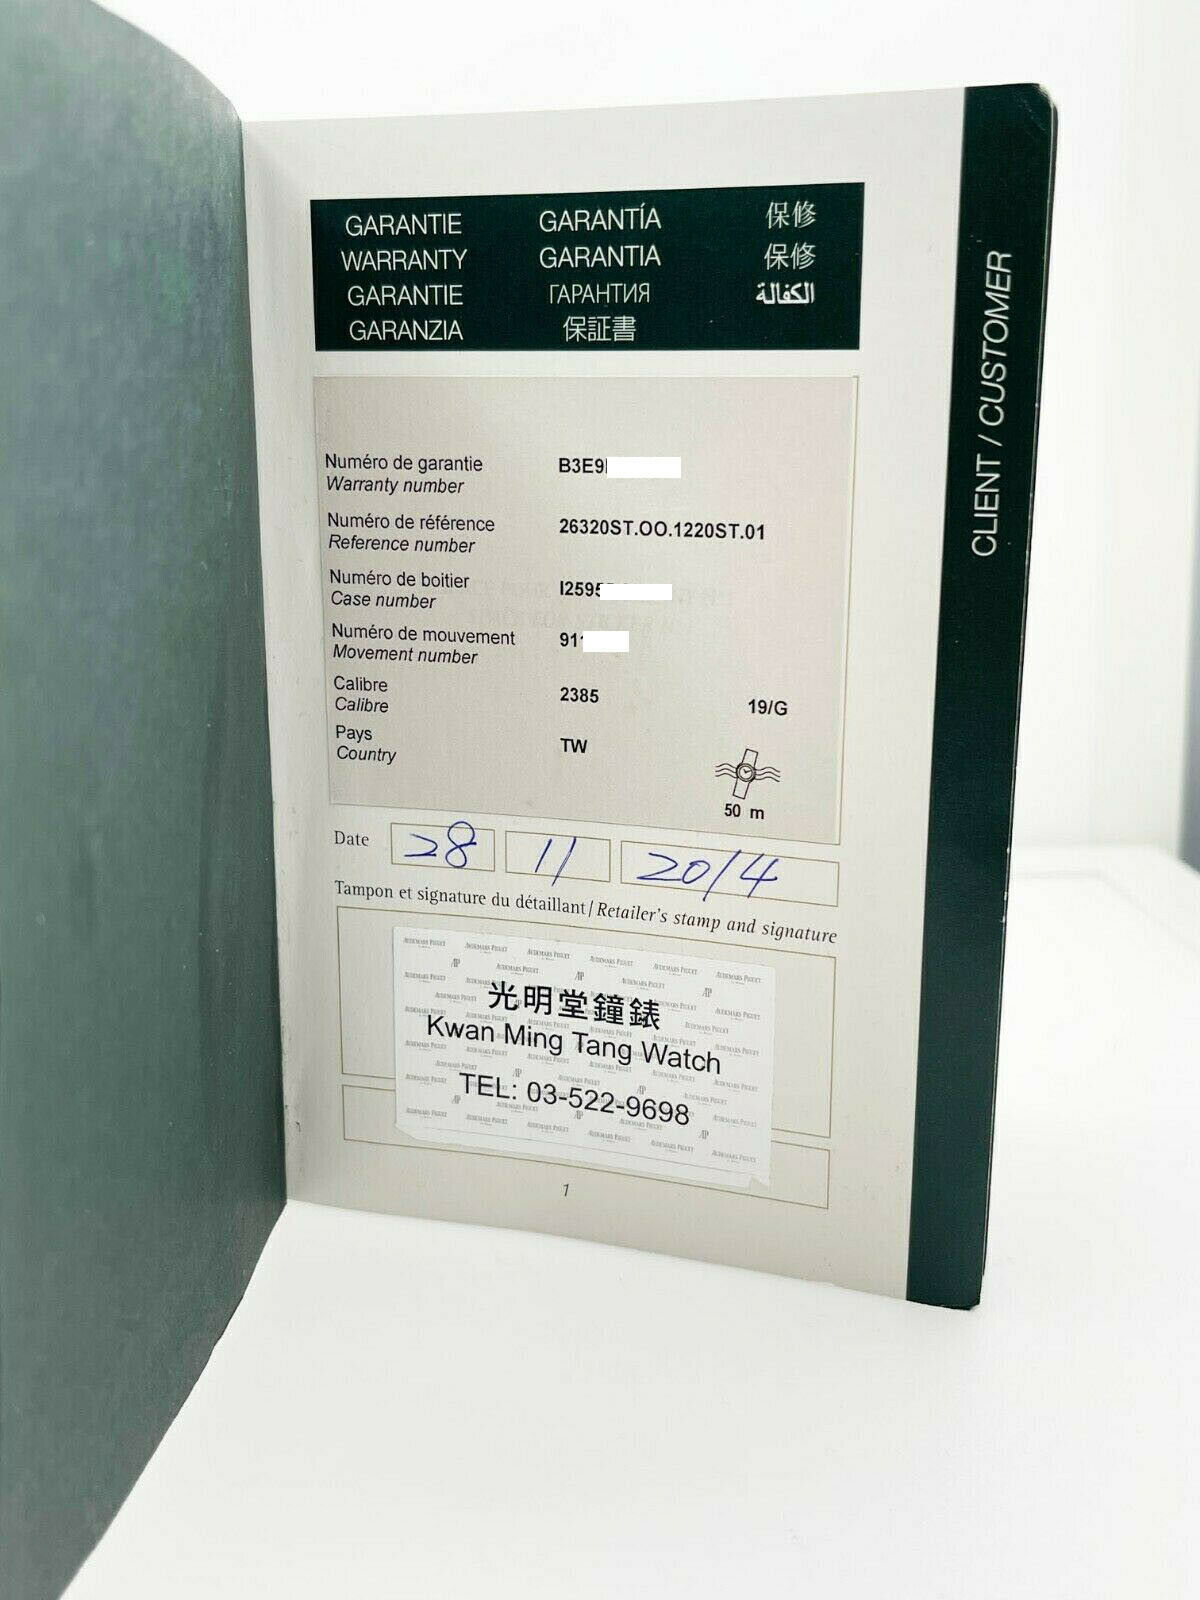 GARANTIE GARANTÍA 保修
WARRANTY GARANTIA 保修
GARANTIE ГАРАНТИЯ الكفالة
GARANZIA 保証書
CLIENT / CUSTOMER
Numéro de garantie B3E9
Warranty number
Numéro de référence 26320ST.OO.1220ST.01
Reference number
Numéro de boitier I2595
Case number
Numéro de mouvement 911
Movement number
Calibre 2385 19/G
Calibre
Pays TW
Country
50 m
Date 28 11 2014
Tampon et signature du détaillant / Retailer's stamp and signature
光明堂鐘錶
Kwan Ming Tang Watch
TEL: 03-522-9698
AUDEMARS PIGUET
AP
1